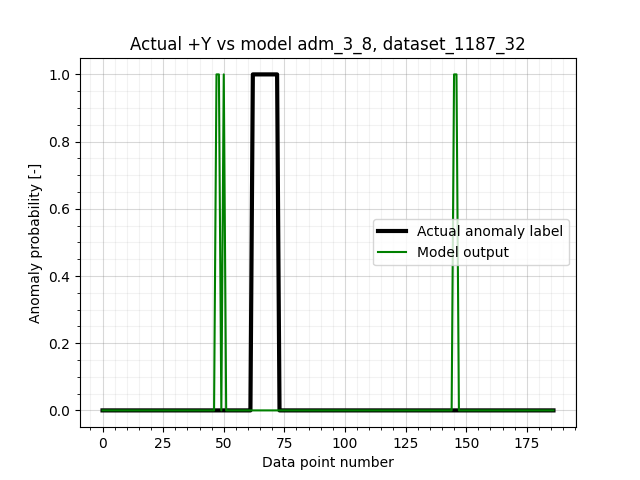 Actual +Y vs model adm_3_8, dataset_1187_32
Anomaly probability [-]
1.0
0.8
0.6
0.4
0.2
0.0
Actual anomaly label
Model output
0 25 50 75 100 125 150 175
Data point number